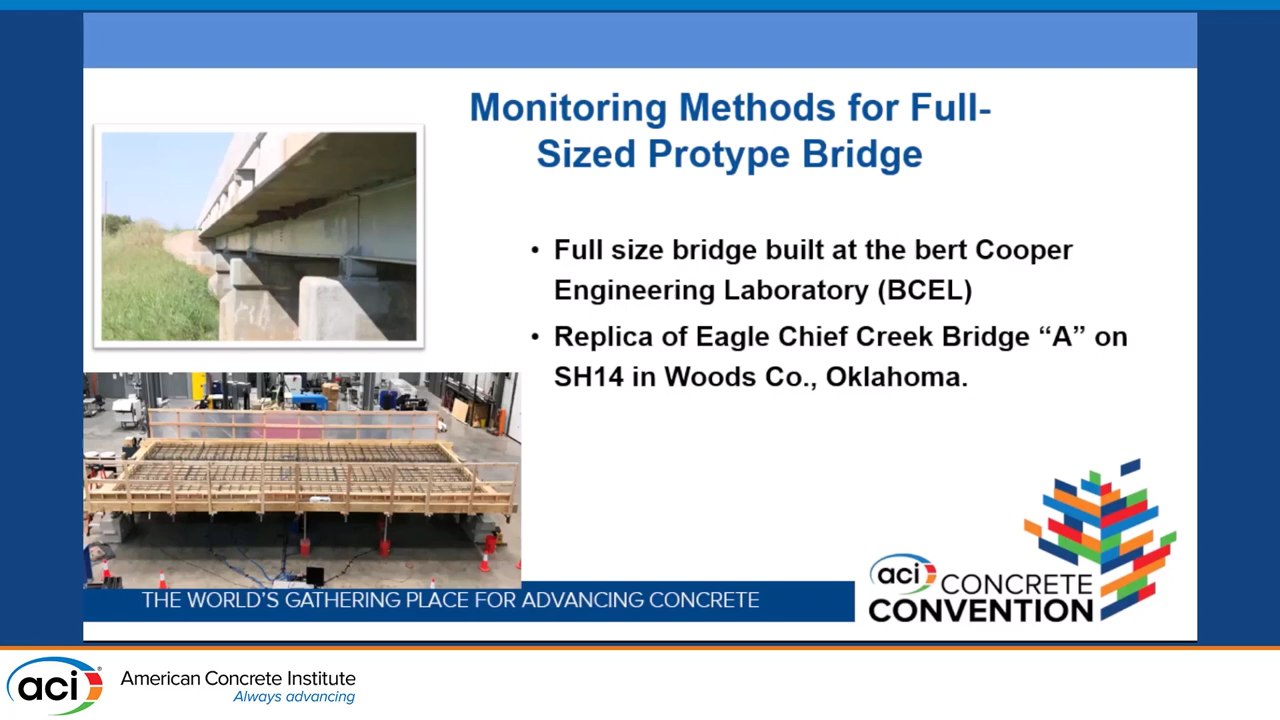 Monitoring Methods for Full-
Sized Protype Bridge
• Full size bridge built at the bert Cooper
Engineering Laboratory (BCEL)
• Replica of Eagle Chief Creek Bridge “A” on
SH14 in Woods Co., Oklahoma.
THE WORLD'S GATHERING PLACE FOR ADVANCING CONCRETE
aci CONCRETE
CONVENTION
aci®
American Concrete Institute
Always advancing